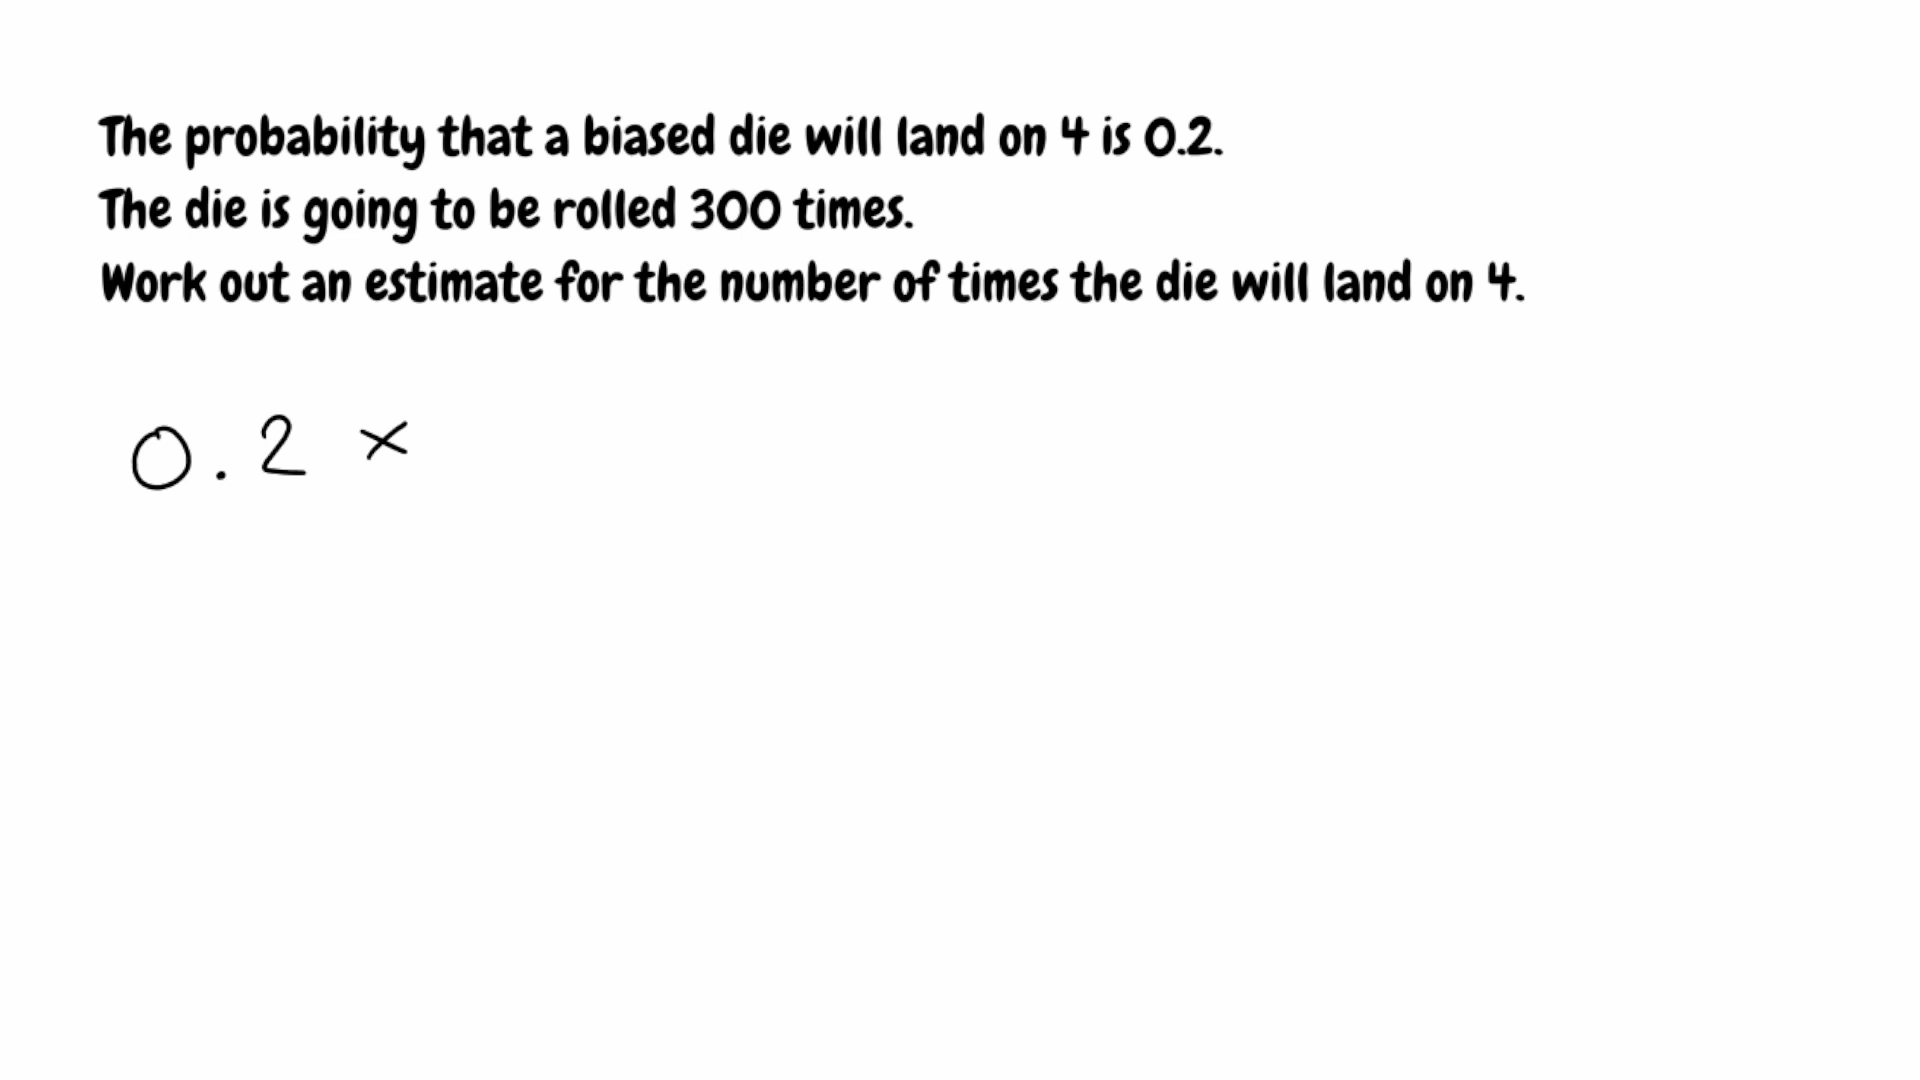 The probability that a biased die will land on 4 is 0.2.
The die is going to be rolled 300 times.
Work out an estimate for the number of times the die will land on 4.
0.2 ×